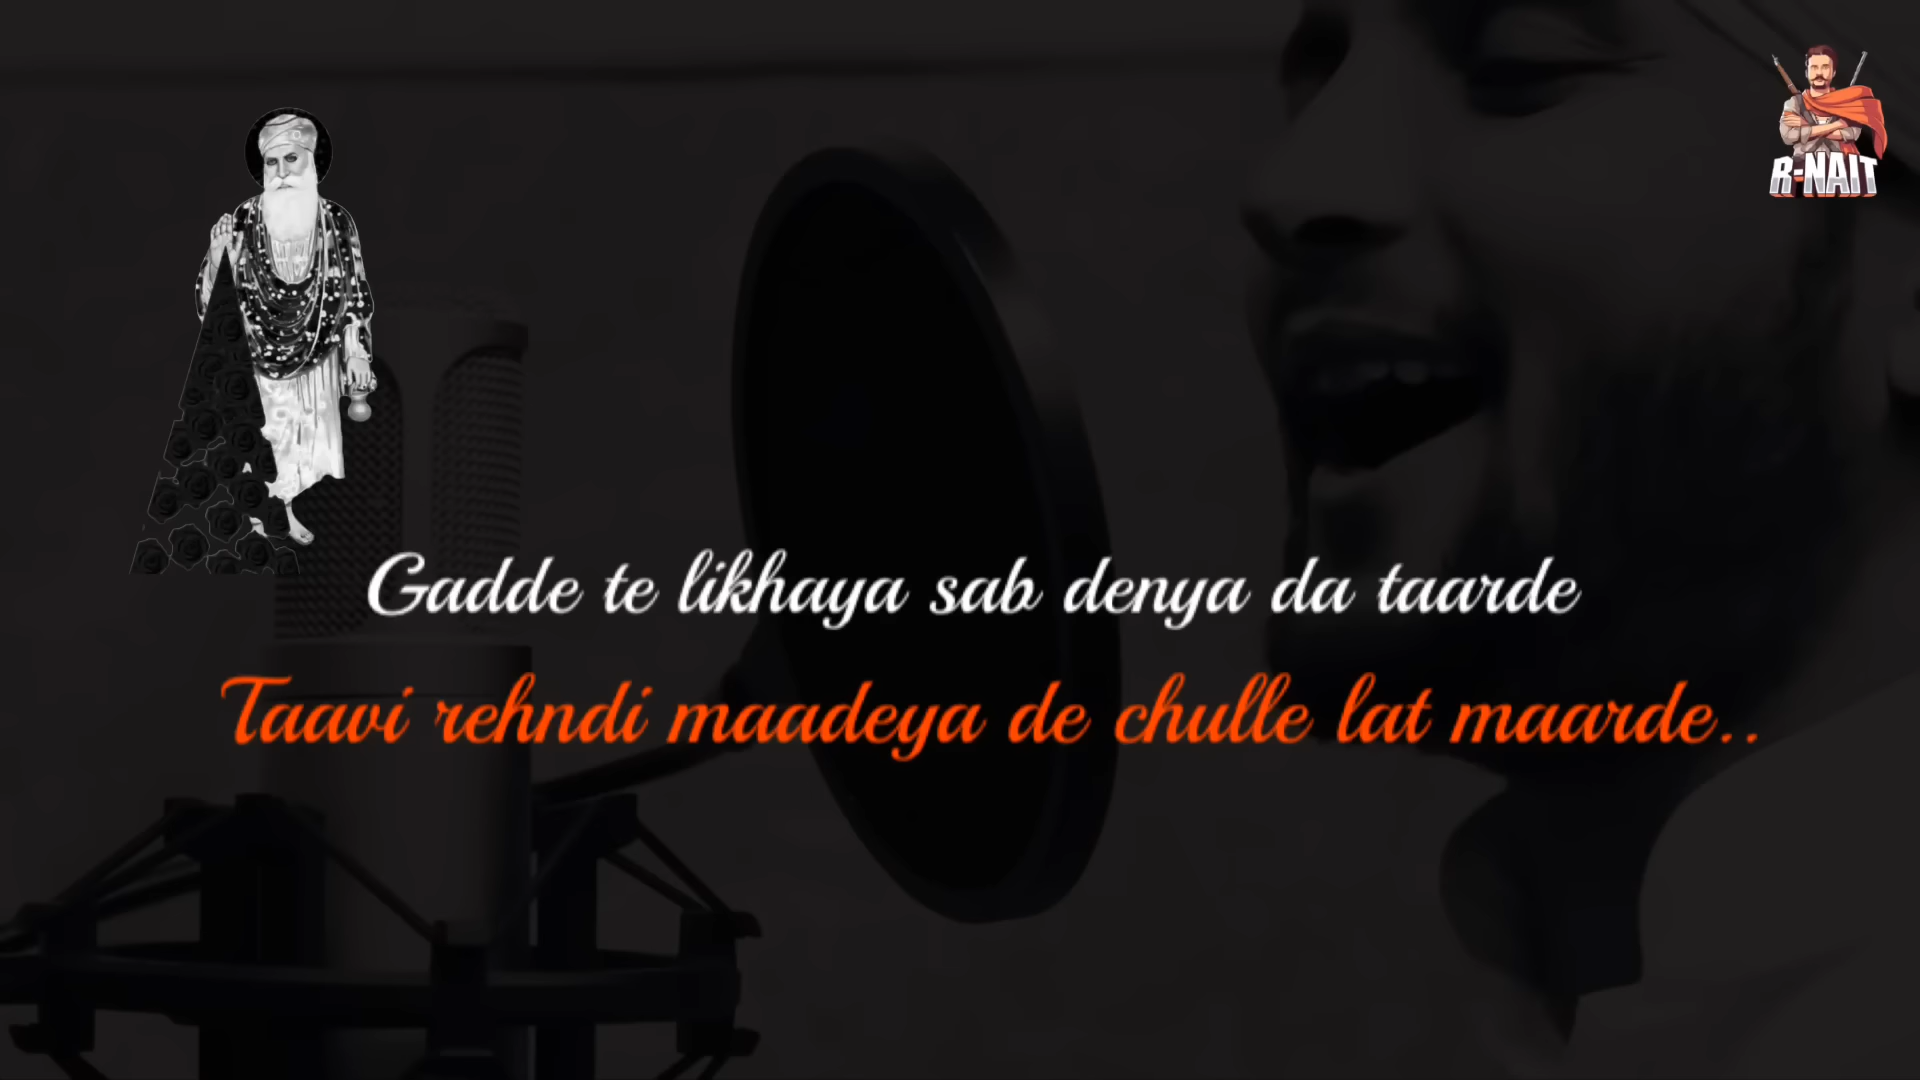 R-NAIT
Gadde te likhaya sab denya da taarde
Taavi rehndi maadeya de chulle lat maarde..